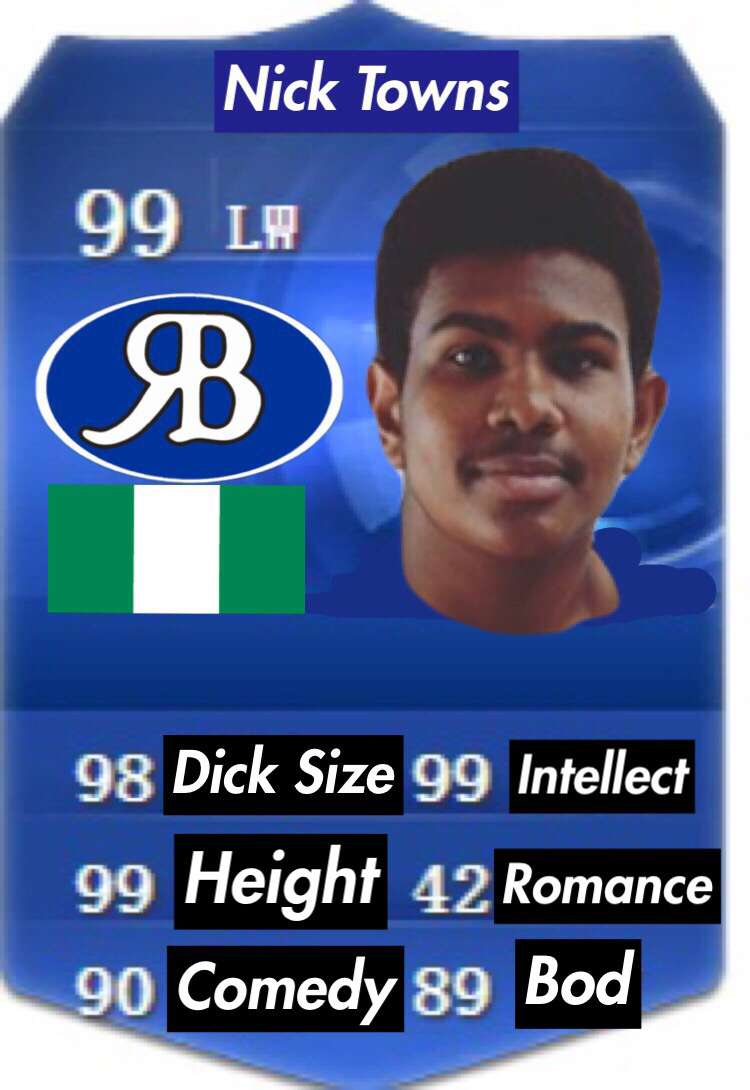 Nick Towns
99 LW
RB
98 Dick Size 99 Intellect
99 Height 42 Romance
90 Comedy 89 Bod